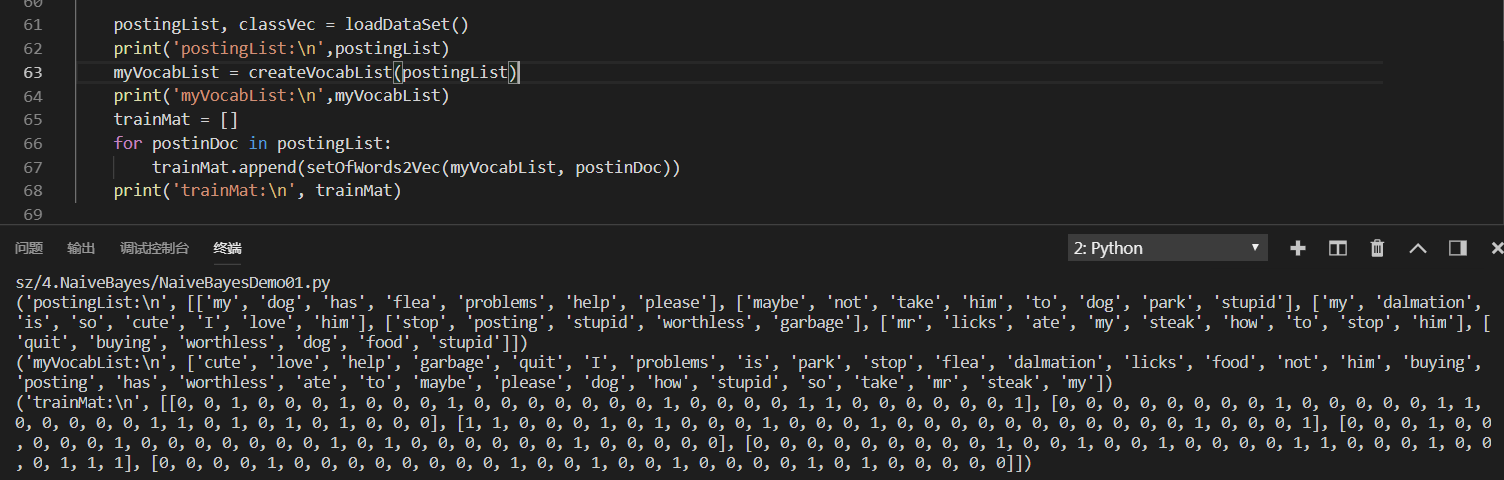 60
61 postingList, classVec = loadDataSet()
62 print('postingList:\n',postingList)
63 myVocabList = createVocabList(postingList)
64 print('myVocabList:\n',myVocabList)
65 trainMat = []
66 for postinDoc in postingList:
67 trainMat.append(setOfWords2Vec(myVocabList, postinDoc))
68 print('trainMat:\n', trainMat)
69
问题 输出 调试控制台 终端 2: Python
sz/4.NaiveBayes/NaiveBayesDemo01.py
('postingList:\n', [['my', 'dog', 'has', 'flea', 'problems', 'help', 'please'], ['maybe', 'not', 'take', 'him', 'to', 'dog', 'park', 'stupid'], ['my', 'dalmation',
'is', 'so', 'cute', 'I', 'love', 'him'], ['stop', 'posting', 'stupid', 'worthless', 'garbage'], ['mr', 'licks', 'ate', 'my', 'steak', 'how', 'to', 'stop', 'him'], [
'quit', 'buying', 'worthless', 'dog', 'food', 'stupid']])
('myVocabList:\n', ['cute', 'love', 'help', 'garbage', 'quit', 'I', 'problems', 'is', 'park', 'stop', 'flea', 'dalmation', 'licks', 'food', 'not', 'him', 'buying',
'posting', 'has', 'worthless', 'ate', 'to', 'maybe', 'please', 'dog', 'how', 'stupid', 'so', 'take', 'mr', 'steak', 'my'])
('trainMat:\n', [[0, 0, 1, 0, 0, 0, 1, 0, 0, 0, 1, 0, 0, 0, 0, 0, 0, 0, 1, 0, 0, 0, 0, 1, 1, 0, 0, 0, 0, 0, 0, 1], [0, 0, 0, 0, 0, 0, 0, 0, 1, 0, 0, 0, 0, 0, 1, 1,
0, 0, 0, 0, 0, 1, 1, 0, 1, 0, 1, 0, 1, 0, 0, 0], [1, 1, 0, 0, 0, 1, 0, 1, 0, 0, 0, 1, 0, 0, 0, 1, 0, 0, 0, 0, 0, 0, 0, 0, 0, 0, 0, 1, 0, 0, 0, 1], [0, 0, 0, 1, 0, 0
, 0, 0, 0, 1, 0, 0, 0, 0, 0, 0, 0, 1, 0, 1, 0, 0, 0, 0, 0, 0, 1, 0, 0, 0, 0, 0], [0, 0, 0, 0, 0, 0, 0, 0, 0, 1, 0, 0, 1, 0, 0, 1, 0, 0, 0, 0, 1, 1, 0, 0, 0, 1, 0, 0
, 0, 1, 1, 1], [0, 0, 0, 0, 1, 0, 0, 0, 0, 0, 0, 0, 0, 1, 0, 0, 1, 0, 0, 1, 0, 0, 0, 0, 1, 0, 1, 0, 0, 0, 0, 0]])